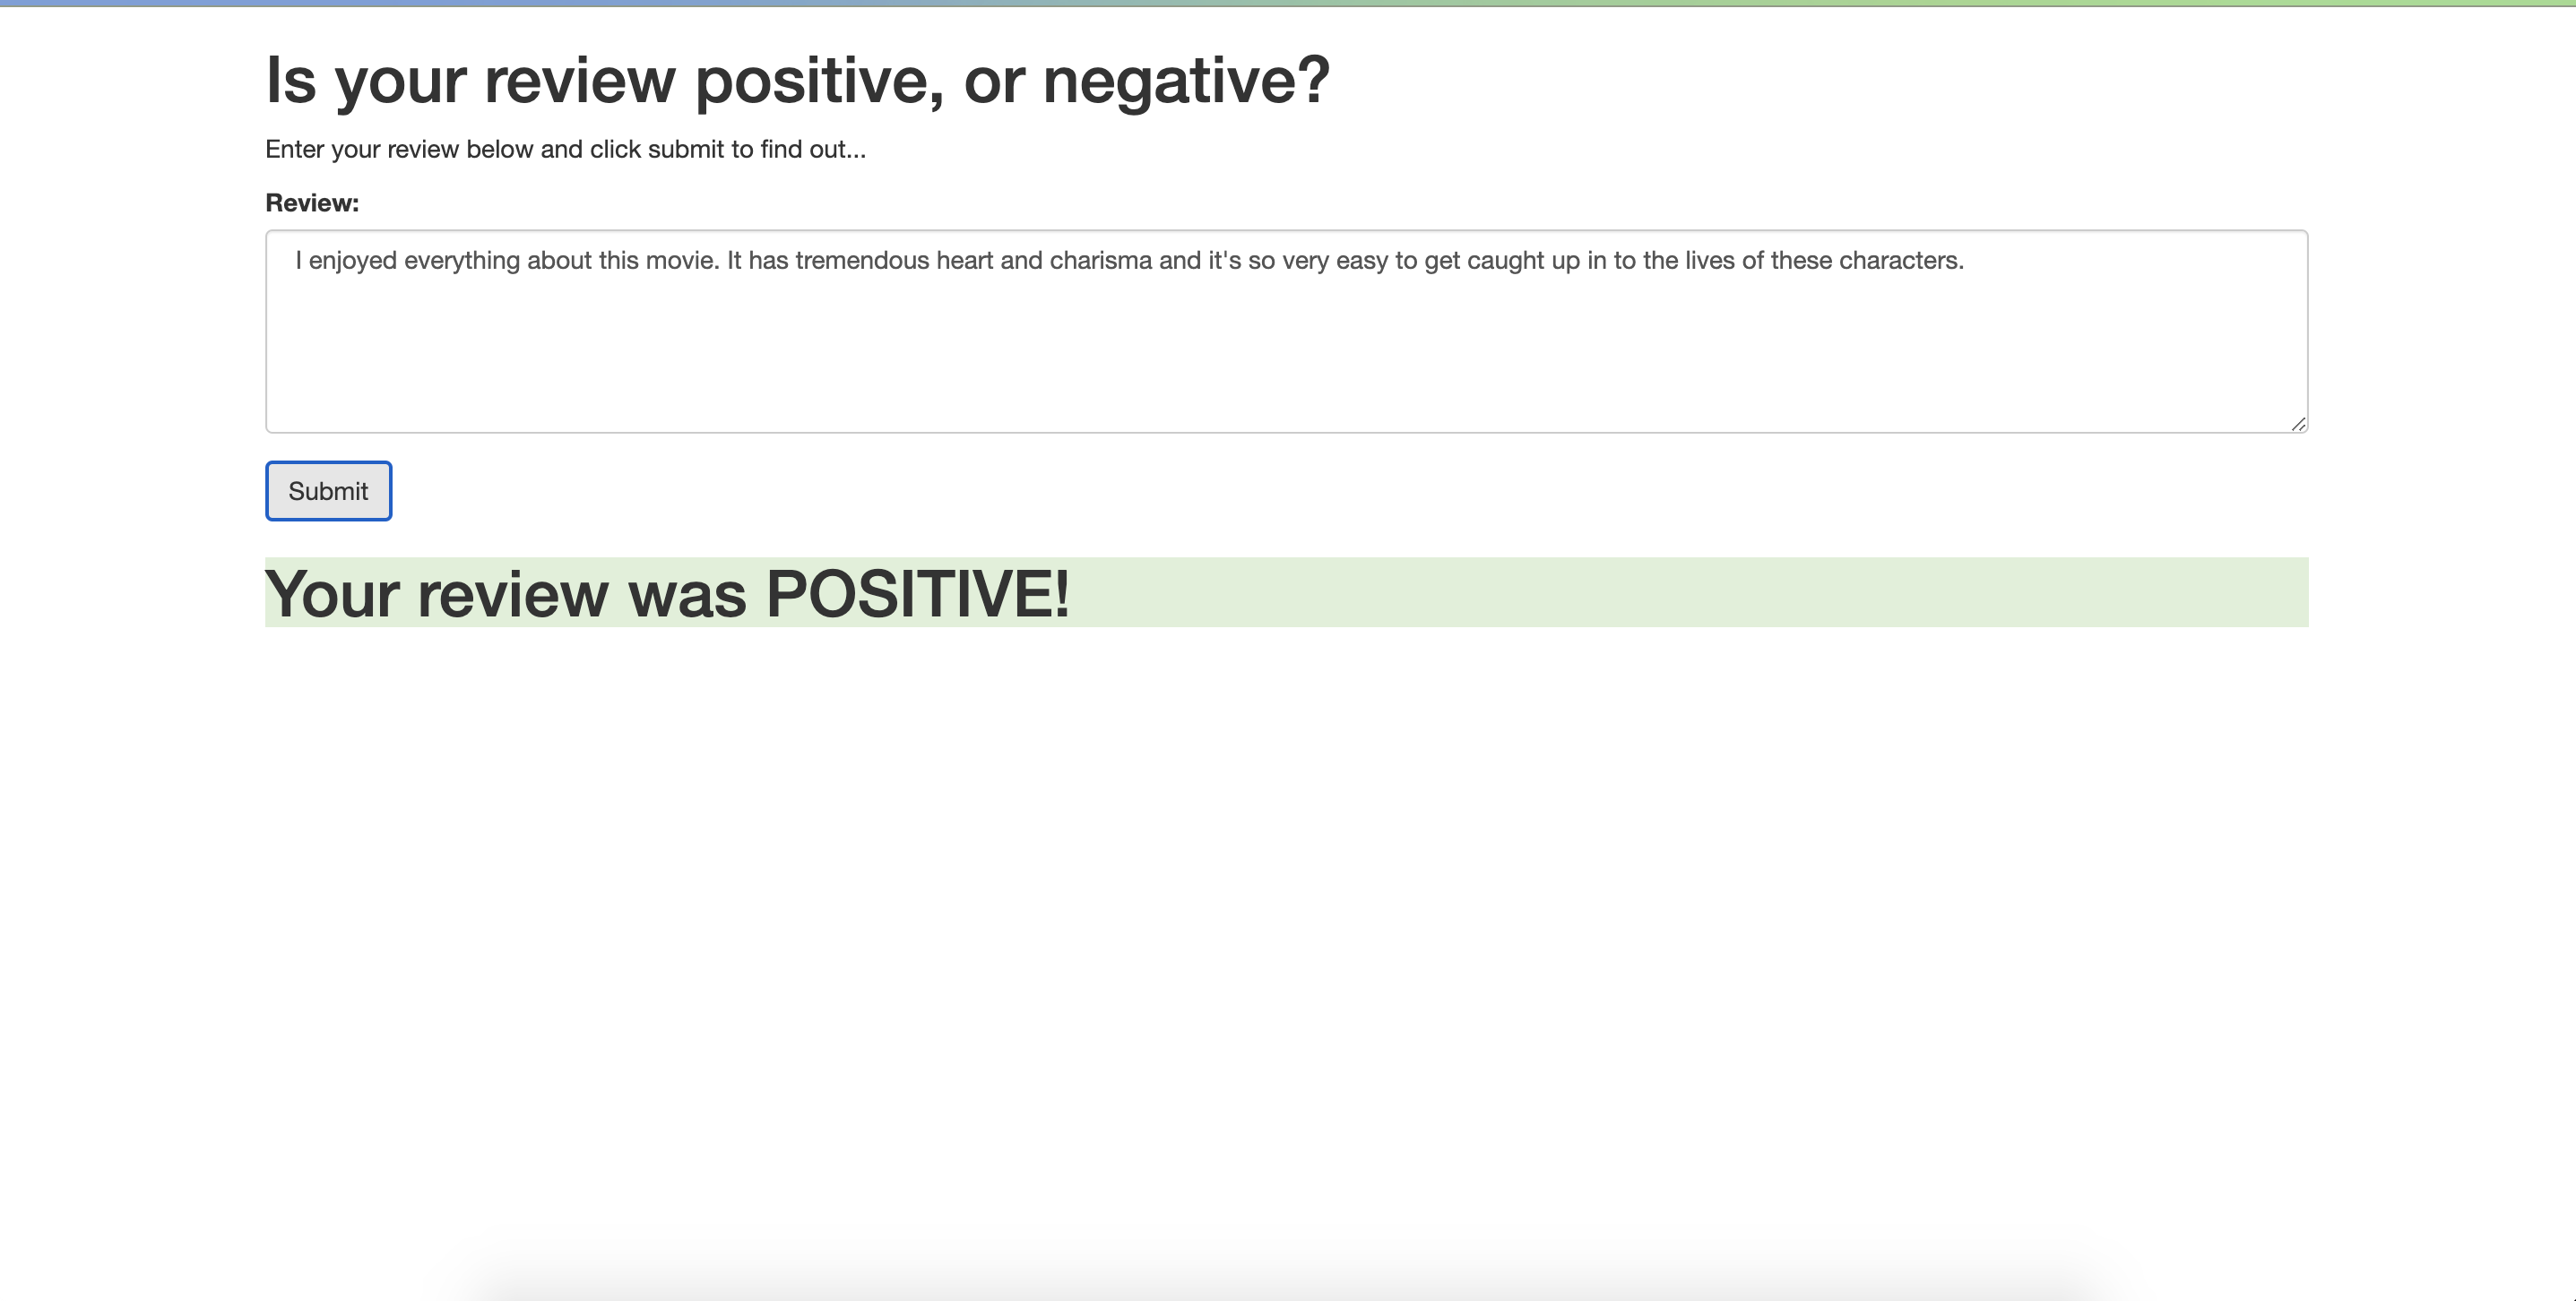 Is your review positive, or negative?
Enter your review below and click submit to find out...
Review:
I enjoyed everything about this movie. It has tremendous heart and charisma and it's so very easy to get caught up in to the lives of these characters.
Submit
Your review was POSITIVE!